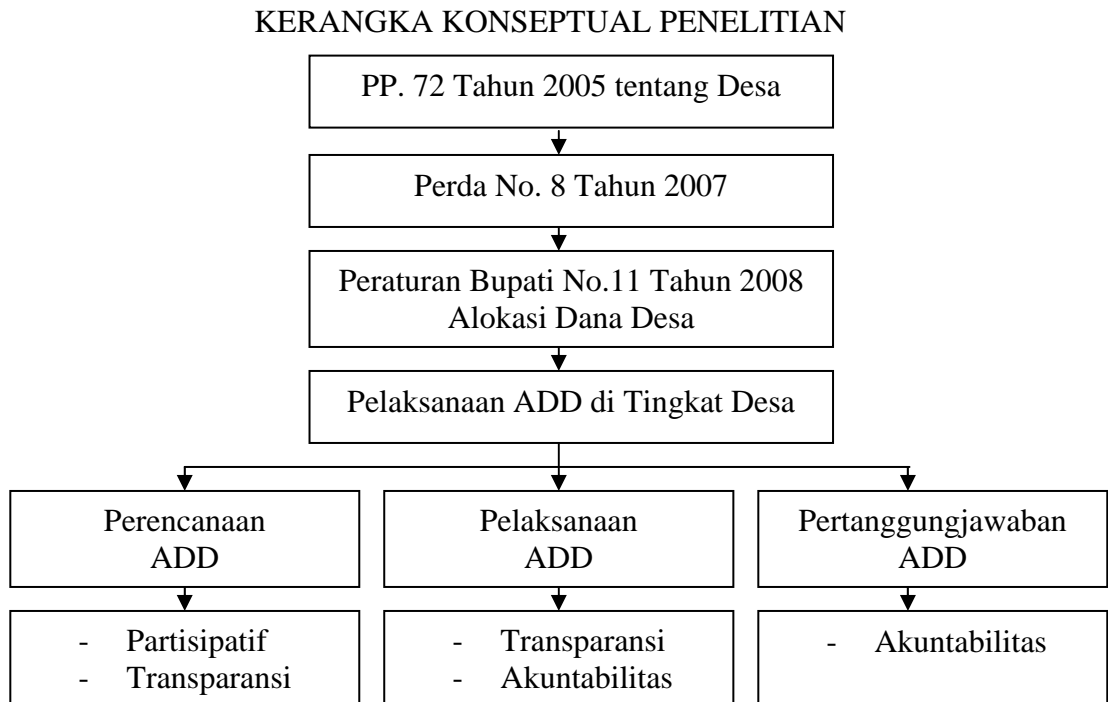 KERANGKA KONSEPTUAL PENELITIAN
PP. 72 Tahun 2005 tentang Desa
Perda No. 8 Tahun 2007
Peraturan Bupati No.11 Tahun 2008
Alokasi Dana Desa
Pelaksanaan ADD di Tingkat Desa
Perencanaan
ADD
Pelaksanaan
ADD
Pertanggungjawaban
ADD
- Partisipatif
- Transparansi
- Transparansi
- Akuntabilitas
- Akuntabilitas